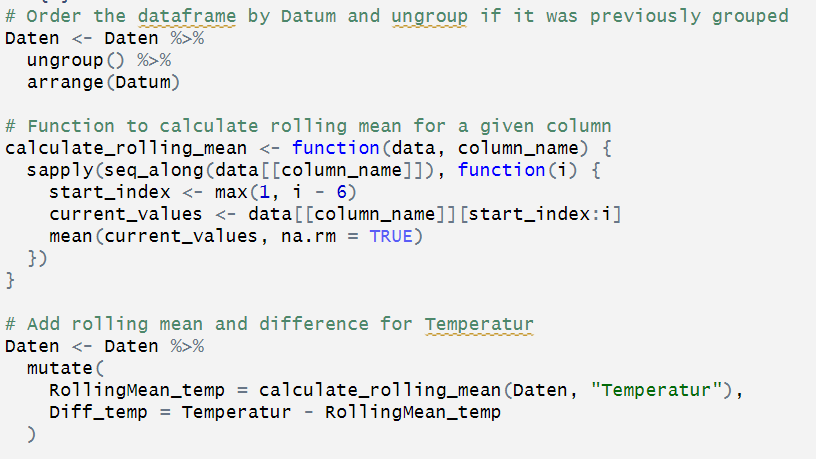 # Order the dataframe by Datum and ungroup if it was previously grouped
Daten <- Daten %>%
  ungroup() %>%
  arrange(Datum)

# Function to calculate rolling mean for a given column
calculate_rolling_mean <- function(data, column_name) {
  sapply(seq_along(data[[column_name]]), function(i) {
    start_index <- max(1, i - 6)
    current_values <- data[[column_name]][start_index:i]
    mean(current_values, na.rm = TRUE)
  })
}

# Add rolling mean and difference for Temperatur
Daten <- Daten %>%
  mutate(
    RollingMean_temp = calculate_rolling_mean(Daten, "Temperatur"),
    Diff_temp = Temperatur - RollingMean_temp
  )